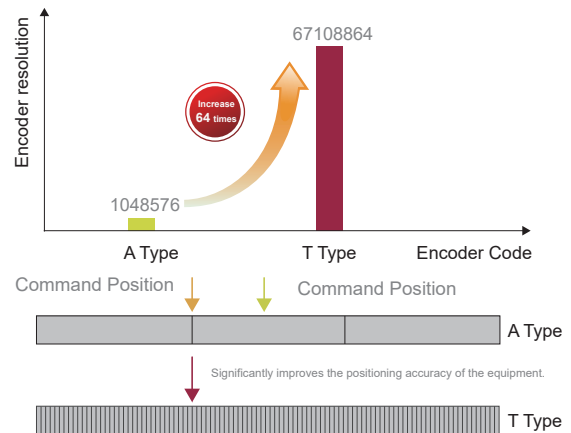 Encoder resolution
67108864
Increase
64 times
1048576
A Type
T Type
Encoder Code
Command Position
Command Position
A Type
Significantly improves the positioning accuracy of the equipment.
T Type